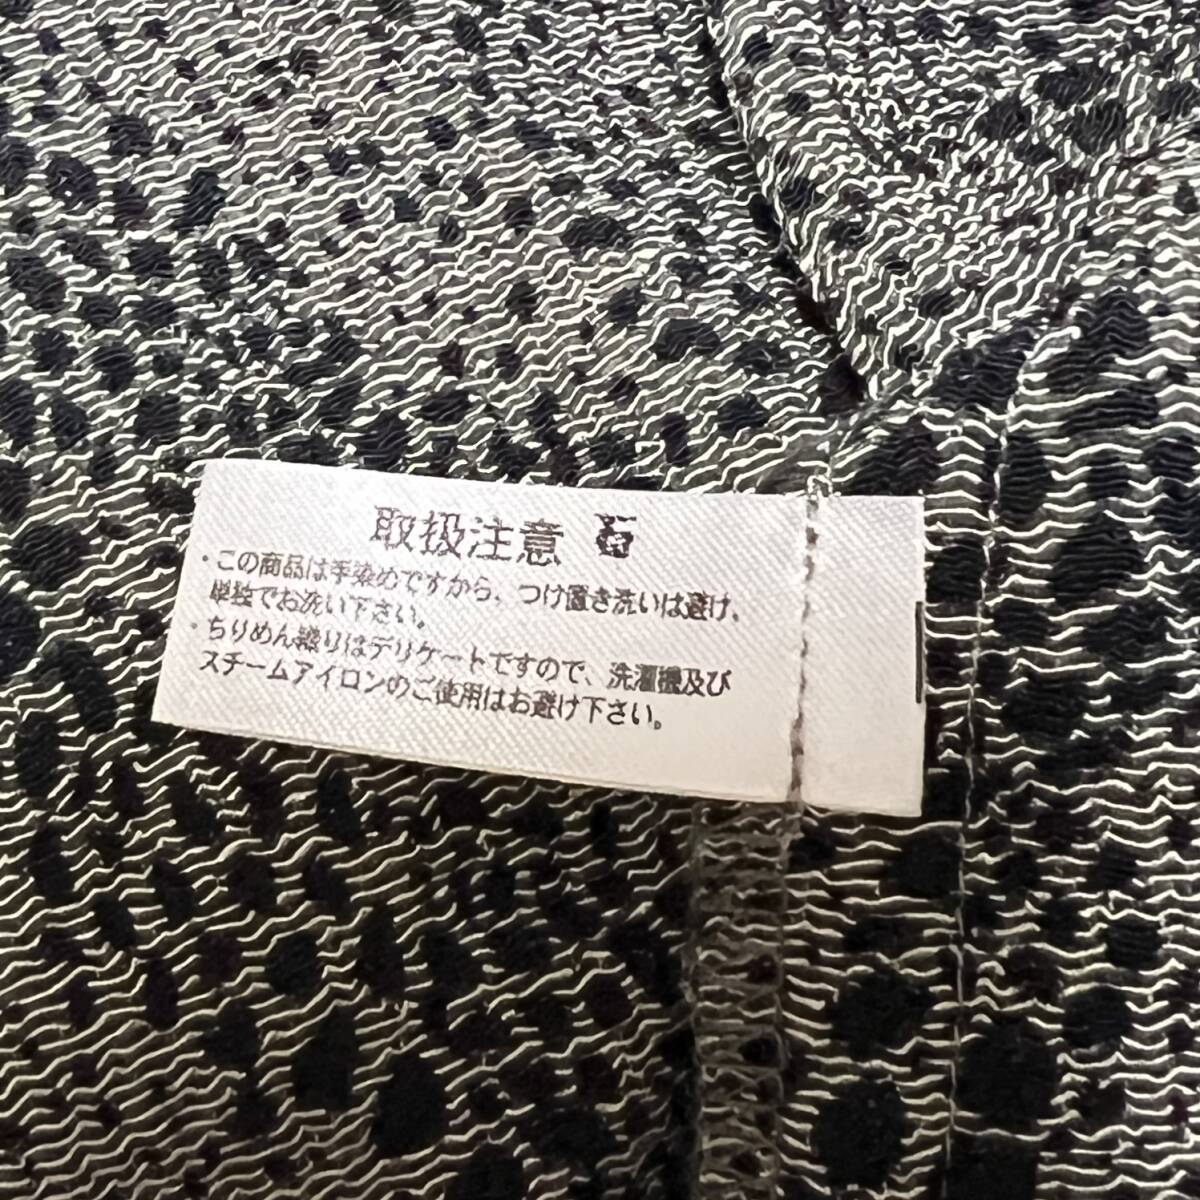 取扱注意
・この商品は手染めですから、つけ置き洗いは避け、
単独でお洗い下さい。
・ちりめん織りはデリケートですので、洗濯機及び
スチームアイロンのご使用はお避け下さい。